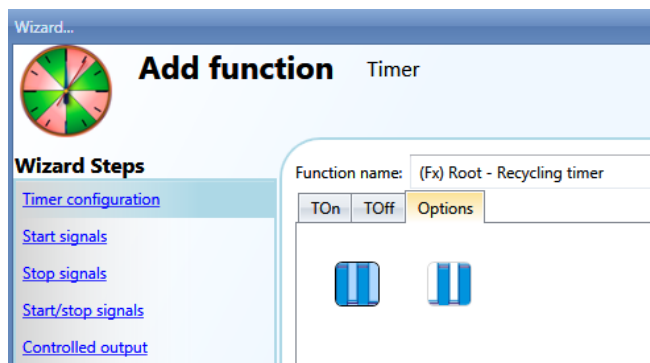 Wizard...
Add function Timer
Wizard Steps
Timer configuration
Start signals
Stop signals
Start/stop signals
Controlled output
Function name: (Fx) Root - Recycling timer
TOn TOff Options